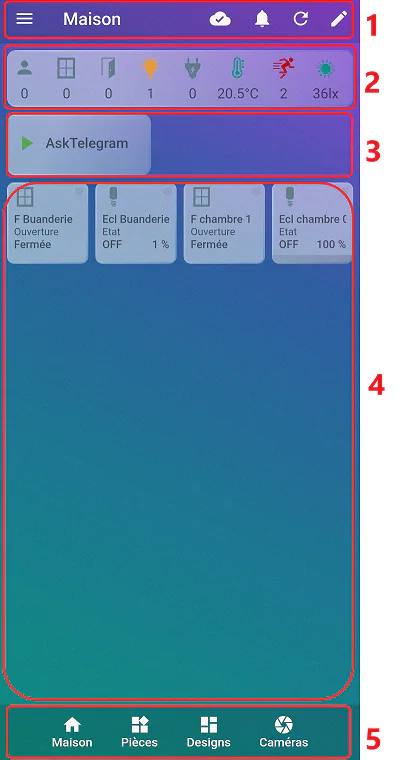 Maison
1
0 0 0 1 0 20.5°C 2 36lx
2
AskTelegram
3
F Buanderie Ecl Buanderie F chambre 1 Ecl chambre
Ouverture Etat Ouverture Etat
Fermée OFF 1 % Fermée OFF 100 %
4
Maison Pièces Designs Caméras
5